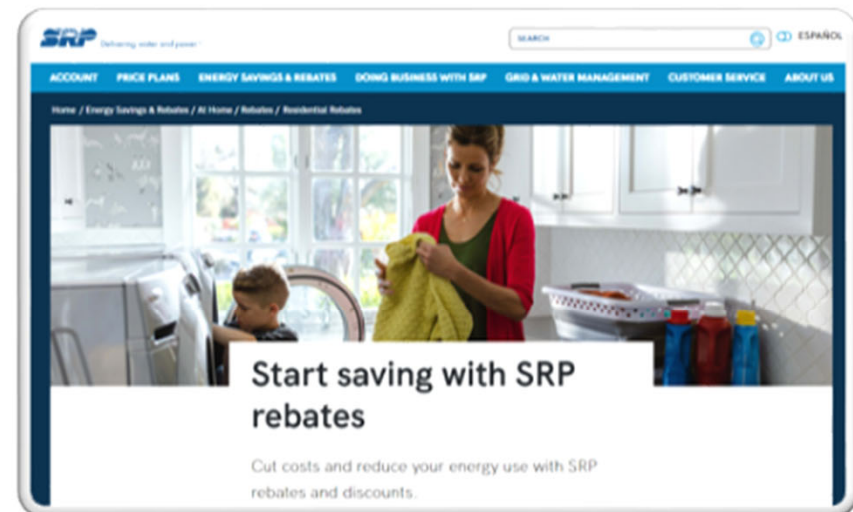 SRP Delivering water and power™
SEARCH
ESPAÑOL
ACCOUNT PRICE PLANS ENERGY SAVINGS & REBATES DOING BUSINESS WITH SRP GRID & WATER MANAGEMENT CUSTOMER SERVICE ABOUT US
Home / Energy Savings & Rebates / At Home / Rebates / Residential Rebates
Start saving with SRP
rebates
Cut costs and reduce your energy use with SRP
rebates and discounts.